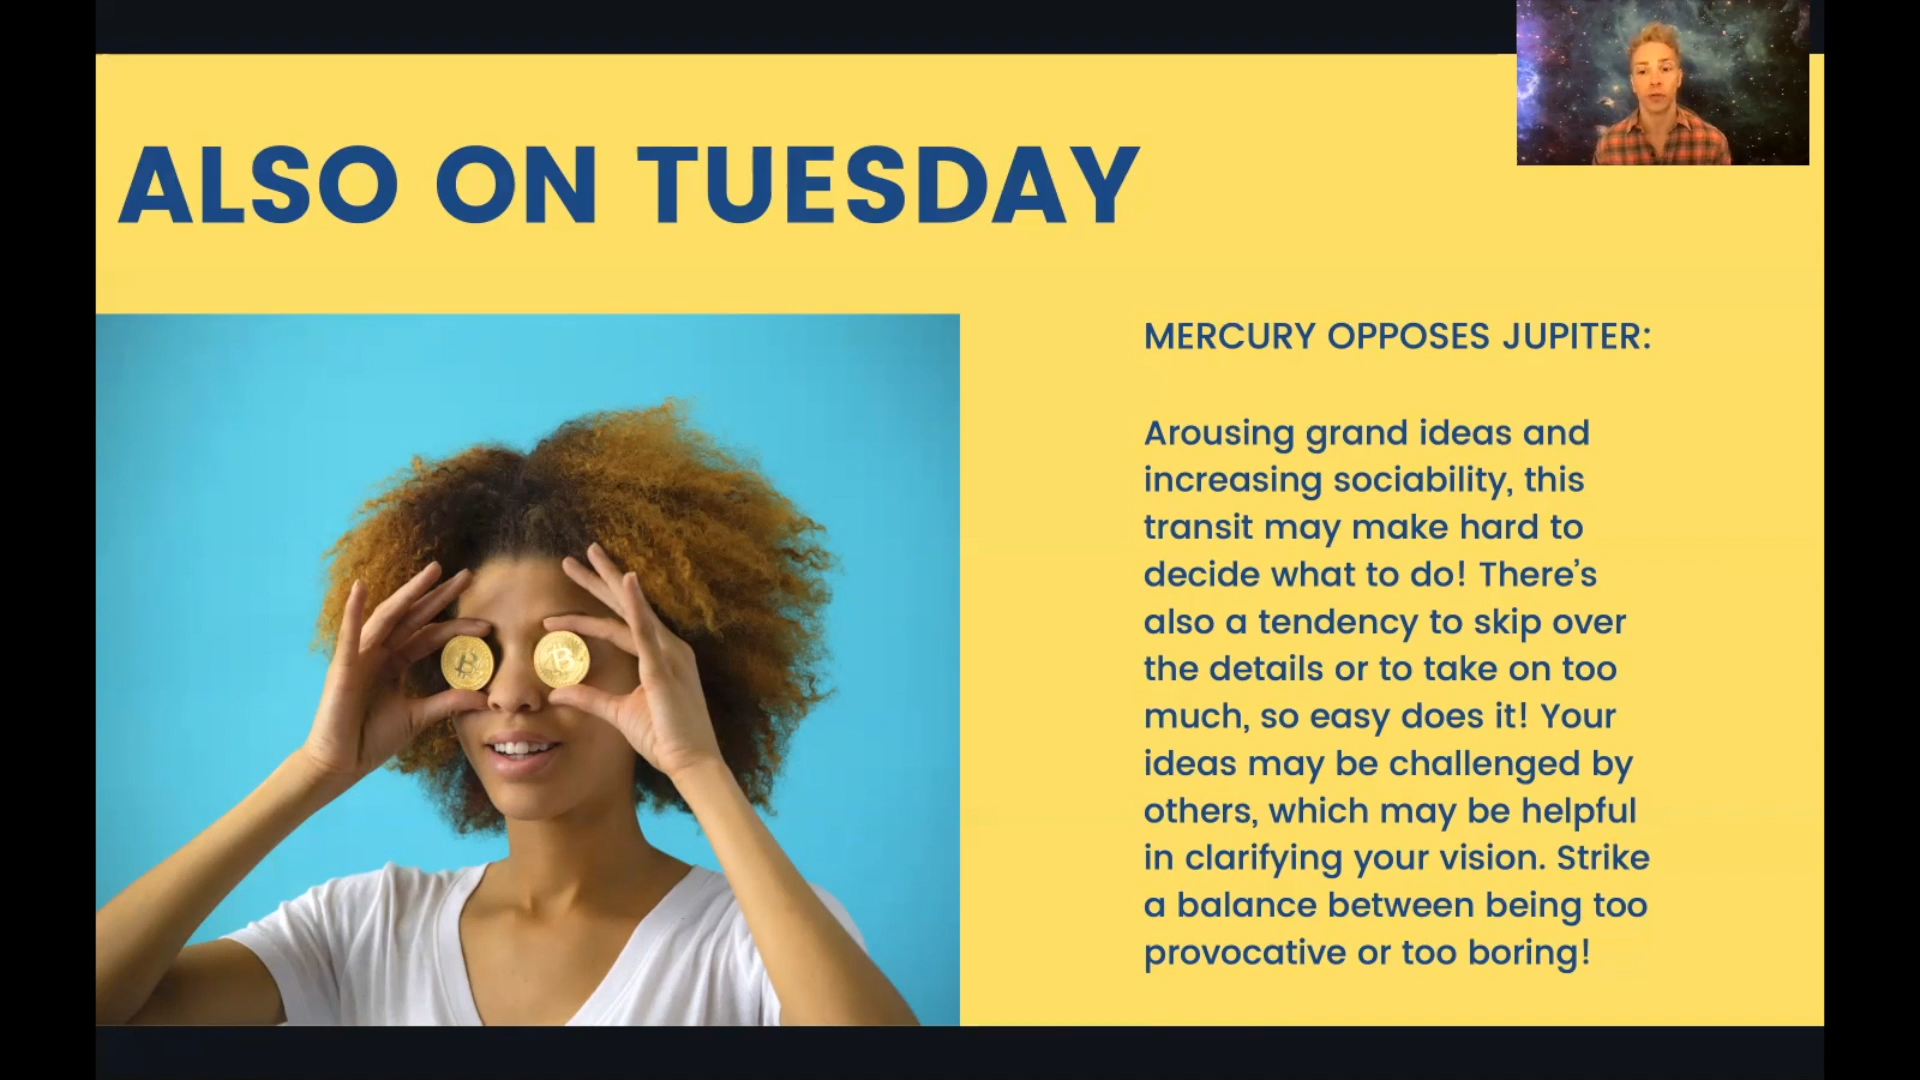 ALSO ON TUESDAY
MERCURY OPPOSES JUPITER:
Arousing grand ideas and
increasing sociability, this
transit may make hard to
decide what to do! There's
also a tendency to skip over
the details or to take on too
much, so easy does it! Your
ideas may be challenged by
others, which may be helpful
in clarifying your vision. Strike
a balance between being too
provocative or too boring!